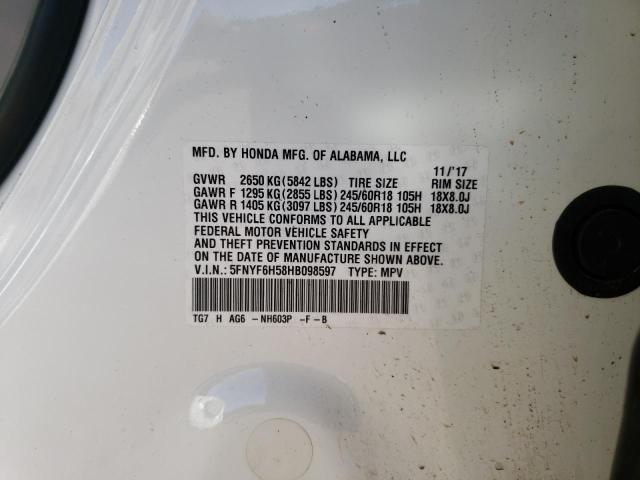 MFD. BY HONDA MFG. OF ALABAMA, LLC
11/'17
GVWR 2650 KG(5842 LBS) TIRE SIZE RIM SIZE
GAWR F 1295 KG(2855 LBS) 245/60R18 105H 18X8.0J
GAWR R 1405 KG(3097 LBS) 245/60R18 105H 18X8.0J
THIS VEHICLE CONFORMS TO ALL APPLICABLE
FEDERAL MOTOR VEHICLE SAFETY
AND THEFT PREVENTION STANDARDS IN EFFECT
ON THE DATE OF MANUFACTURE SHOWN ABOVE.
V.I.N.: 5FNYF6H58HB098597 TYPE: MPV
TG7 H AG6 -NH603P -F-B